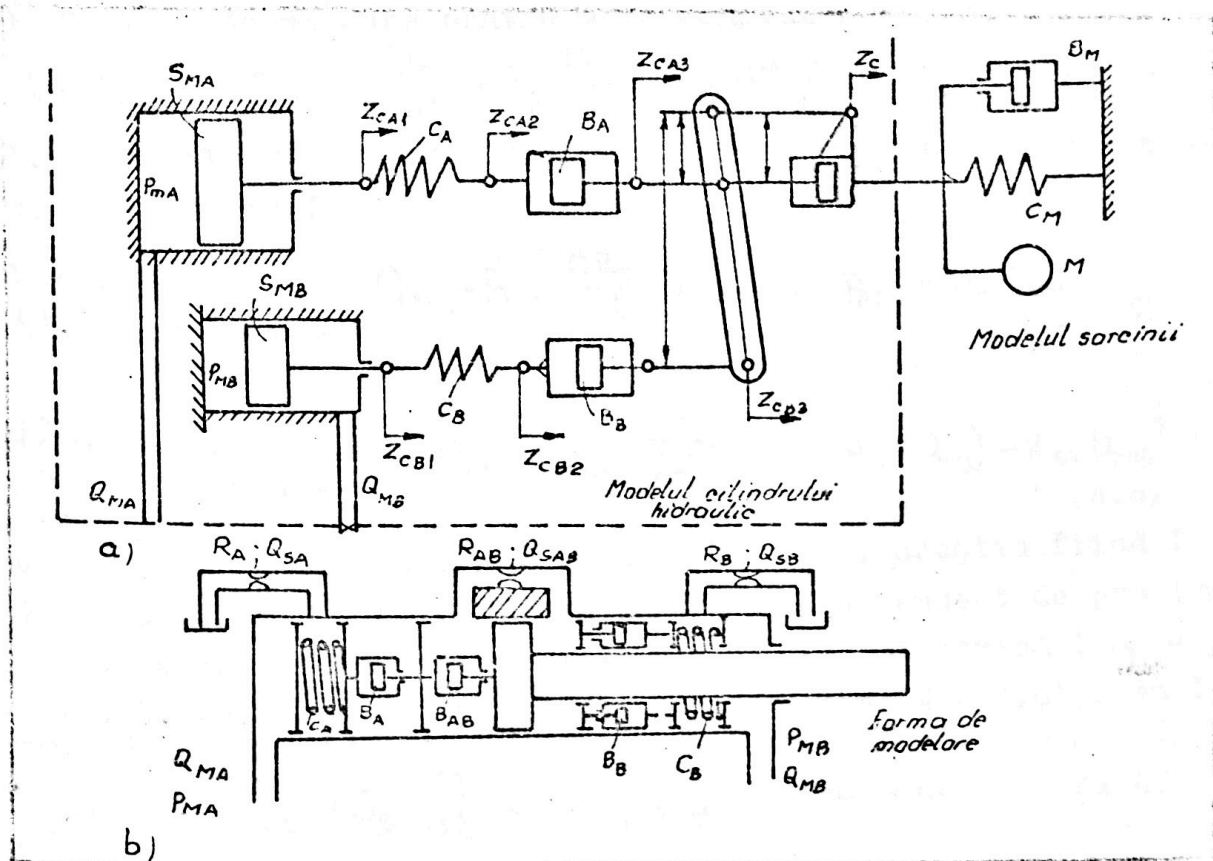 S_MA
Z_CA1
C_A
Z_CA2
B_A
Z_CA3
Z_C
B_M
P_mA
C_M
M
S_MB
P_MB
Modelul sarcinii
C_B
B_B
Z_CB3
Z_CB1
Z_CB2
Q_MA
Q_MB
Modelul cilindrului
hidraulic
a)
R_A ; Q_SA
R_AB ; Q_SAB
R_B ; Q_SB
B_A
B_AB
C_A
B_B
C_B
Forma de
modelare
Q_MA
P_MA
P_MB
Q_MB
b)